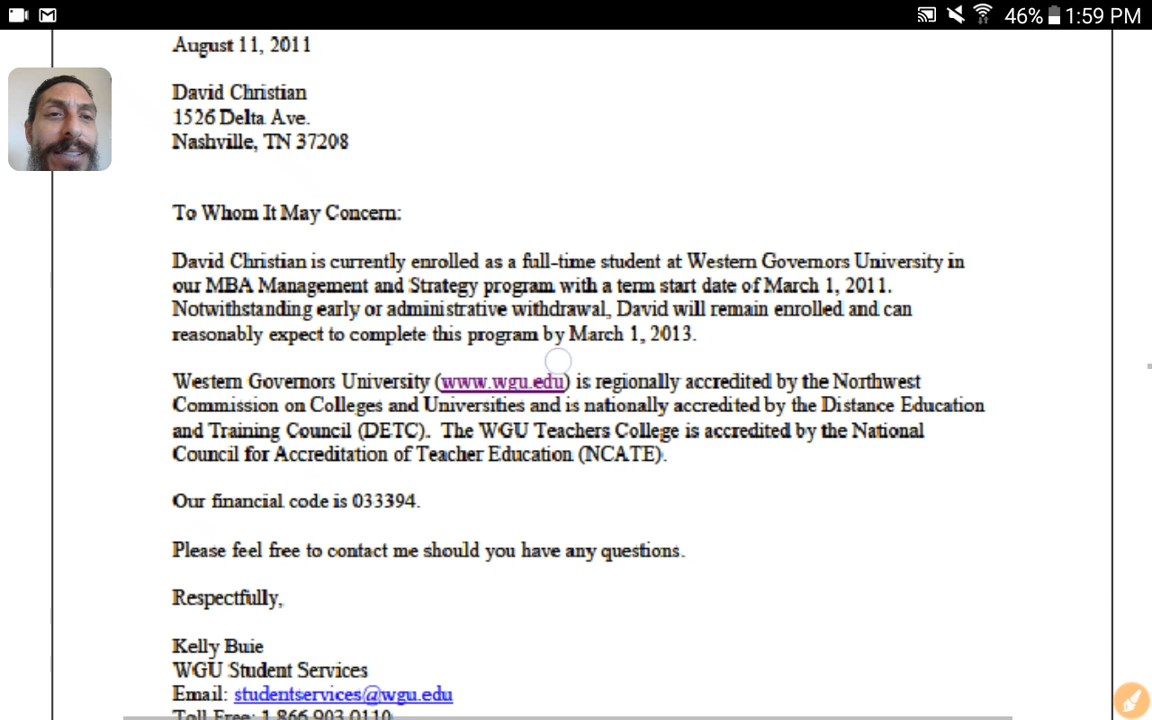 46% 1:59 PM
August 11, 2011
David Christian
1526 Delta Ave.
Nashville, TN 37208
To Whom It May Concern:
David Christian is currently enrolled as a full-time student at Western Governors University in
our MBA Management and Strategy program with a term start date of March 1, 2011.
Notwithstanding early or administrative withdrawal, David will remain enrolled and can
reasonably expect to complete this program by March 1, 2013.
Western Governors University (www.wgu.edu) is regionally accredited by the Northwest
Commission on Colleges and Universities and is nationally accredited by the Distance Education
and Training Council (DETC).  The WGU Teachers College is accredited by the National
Council for Accreditation of Teacher Education (NCATE).
Our financial code is 033394.
Please feel free to contact me should you have any questions.
Respectfully,
Kelly Buie
WGU Student Services
Email: studentservices@wgu.edu
Toll Free: 1.866.903.0110